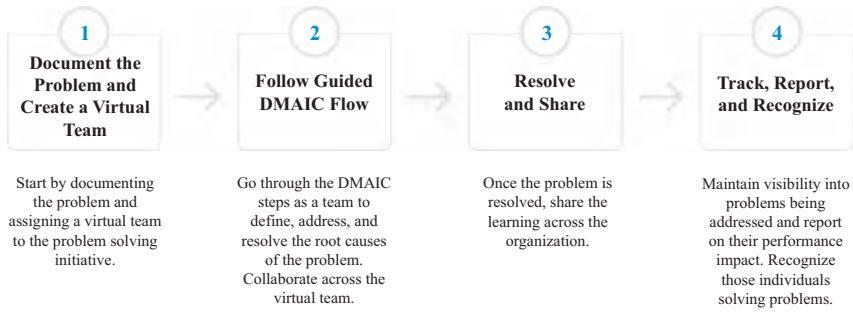 1
Document the
Problem and
Create a Virtual
Team
Start by documenting
the problem and
assigning a virtual team
to the problem solving
initiative.
2
Follow Guided
DMAIC Flow
Go through the DMAIC
steps as a team to
define, address, and
resolve the root causes
of the problem.
Collaborate across the
virtual team.
3
Resolve
and Share
Once the problem is
resolved, share the
learning across the
organization.
4
Track, Report,
and Recognize
Maintain visibility into
problems being
addressed and report
on their performance
impact. Recognize
those individuals
solving problems.